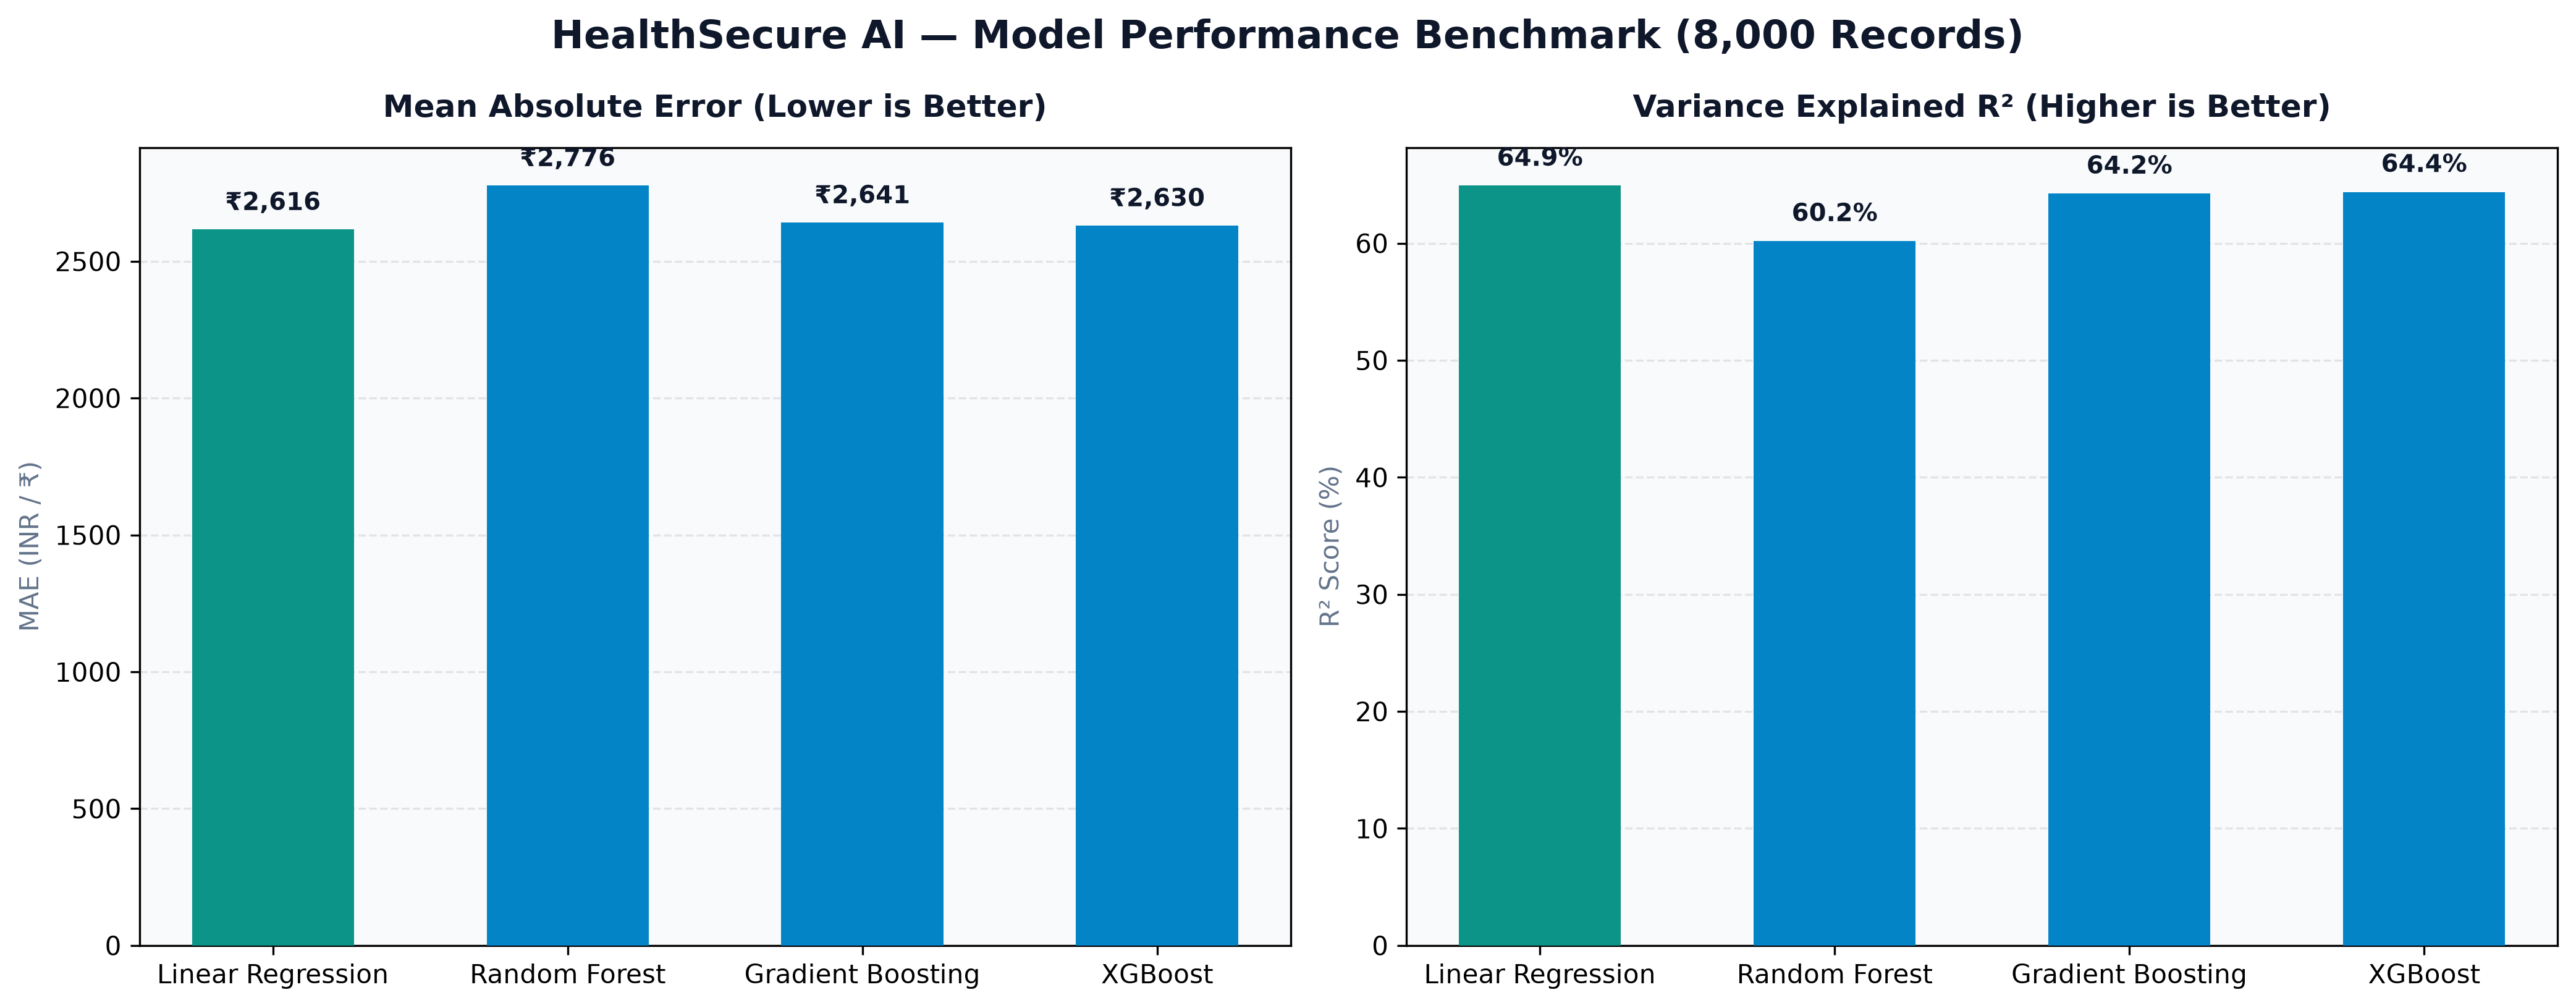 HealthSecure AI — Model Performance Benchmark (8,000 Records)
Mean Absolute Error (Lower is Better)
MAE (INR / ₹)
2500
2000
1500
1000
500
0
₹2,616
₹2,776
₹2,641
₹2,630
Linear Regression
Random Forest
Gradient Boosting
XGBoost
Variance Explained R² (Higher is Better)
R² Score (%)
60
50
40
30
20
10
0
64.9%
60.2%
64.2%
64.4%
Linear Regression
Random Forest
Gradient Boosting
XGBoost